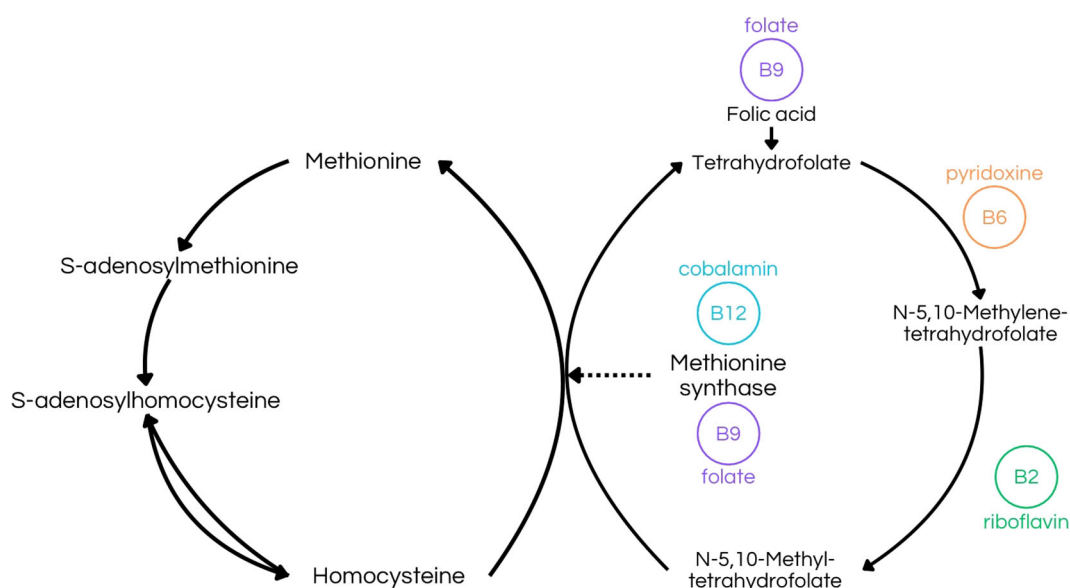 folate
B9
Folic acid
Methionine
Tetrahydrofolate
pyridoxine
B6
S-adenosylmethionine
cobalamin
B12
N-5,10-Methylene-
tetrahydrofolate
Methionine
synthase
S-adenosylhomocysteine
B9
folate
B2
riboflavin
Homocysteine
N-5,10-Methyl-
tetrahydrofolate